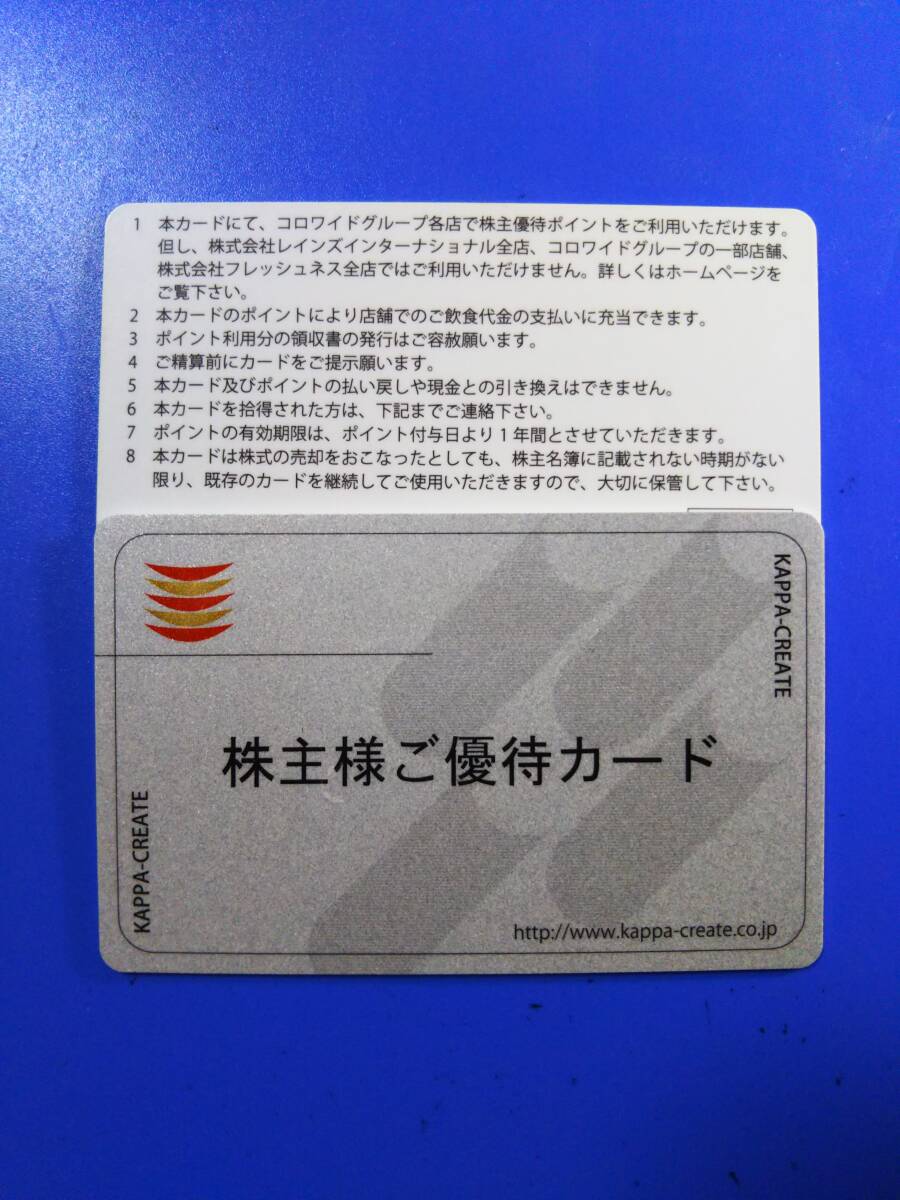 1 本カードにて、コロワイドグループ各店で株主優待ポイントをご利用いただけます。
但し、株式会社レインズインターナショナル全店、コロワイドグループの一部店舗、
株式会社フレッシュネス全店ではご利用いただけません。詳しくはホームページを
ご覧下さい。
2 本カードのポイントにより店舗でのご飲食代金の支払いに充当できます。
3 ポイント利用分の領収書の発行はご容赦願います。
4 ご精算前にカードをご提示願います。
5 本カード及びポイントの払い戻しや現金との引き換えはできません。
6 本カードを拾得された方は、下記までご連絡下さい。
7 ポイントの有効期限は、ポイント付与日より1年間とさせていただきます。
8 本カードは株式の売却をおこなったとしても、株主名簿に記載されない時期がない
限り、既存のカードを継続してご使用いただきますので、大切に保管して下さい。
KAPPA-CREATE
株主様ご優待カード
KAPPA-CREATE
http://www.kappa-create.co.jp